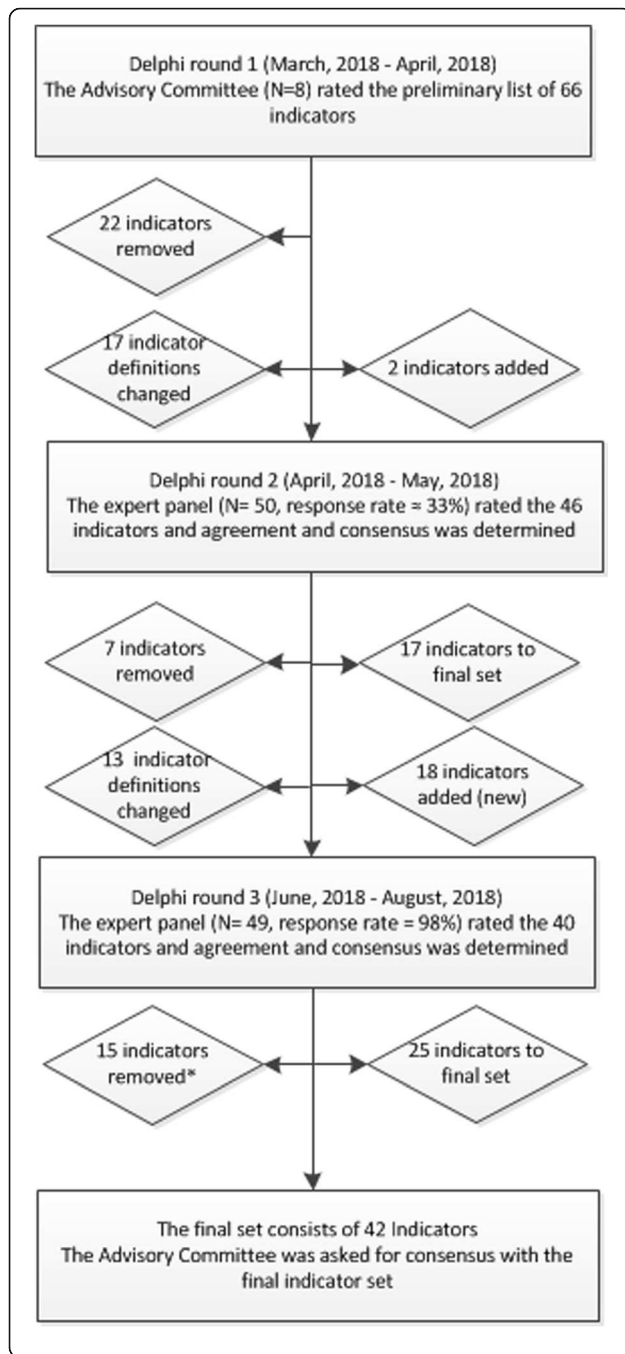 Delphi round 1 (March, 2018 - April, 2018)
The Advisory Committee (N=8) rated the preliminary list of 66
indicators
22 indicators
removed
17 indicator
definitions
changed
2 indicators added
Delphi round 2 (April, 2018 - May, 2018)
The expert panel (N= 50, response rate = 33%) rated the 46
indicators and agreement and consensus was determined
7 indicators
removed
17 indicators to
final set
13 indicator
definitions
changed
18 indicators
added (new)
Delphi round 3 (June, 2018 - August, 2018)
The expert panel (N= 49, response rate = 98%) rated the 40
indicators and agreement and consensus was determined
15 indicators
removed*
25 indicators to
final set
The final set consists of 42 Indicators
The Advisory Committee was asked for consensus with the
final indicator set